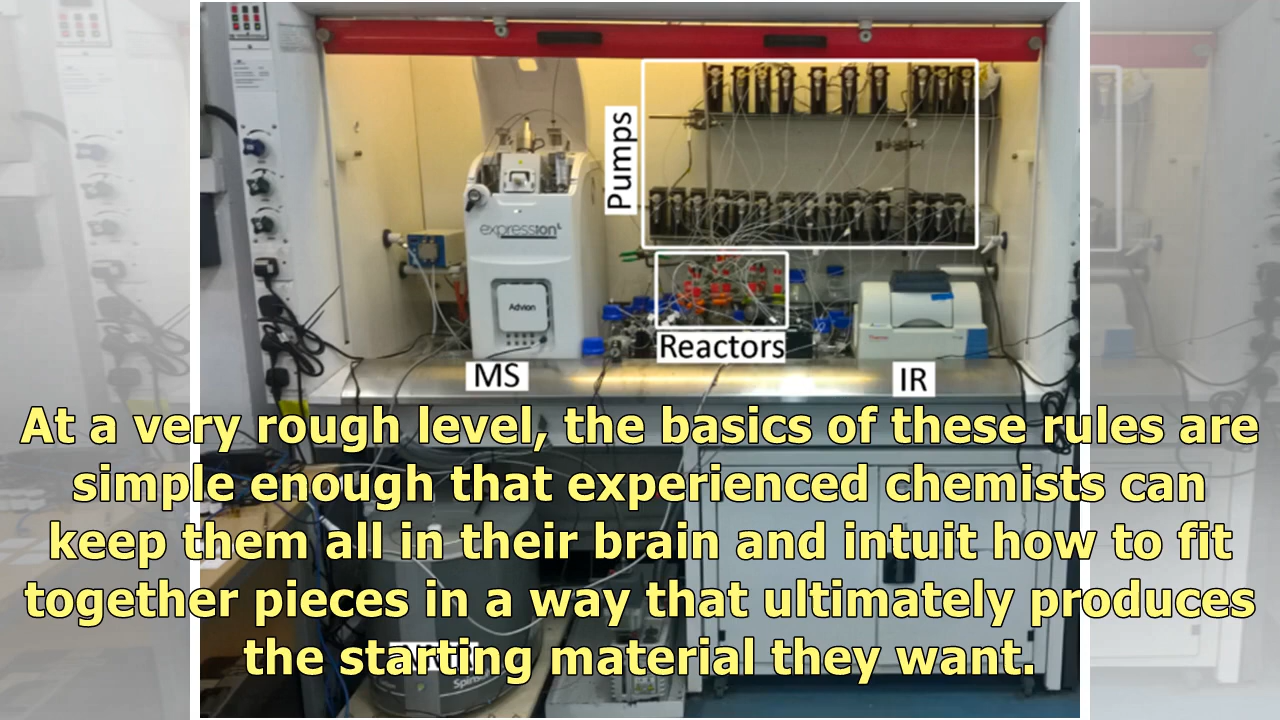 Pumps
expressionL
Advion
Reactors
Thermo
MS
IR
At a very rough level, the basics of these rules are
simple enough that experienced chemists can
keep them all in their brain and intuit how to fit
together pieces in a way that ultimately produces
the starting material they want.